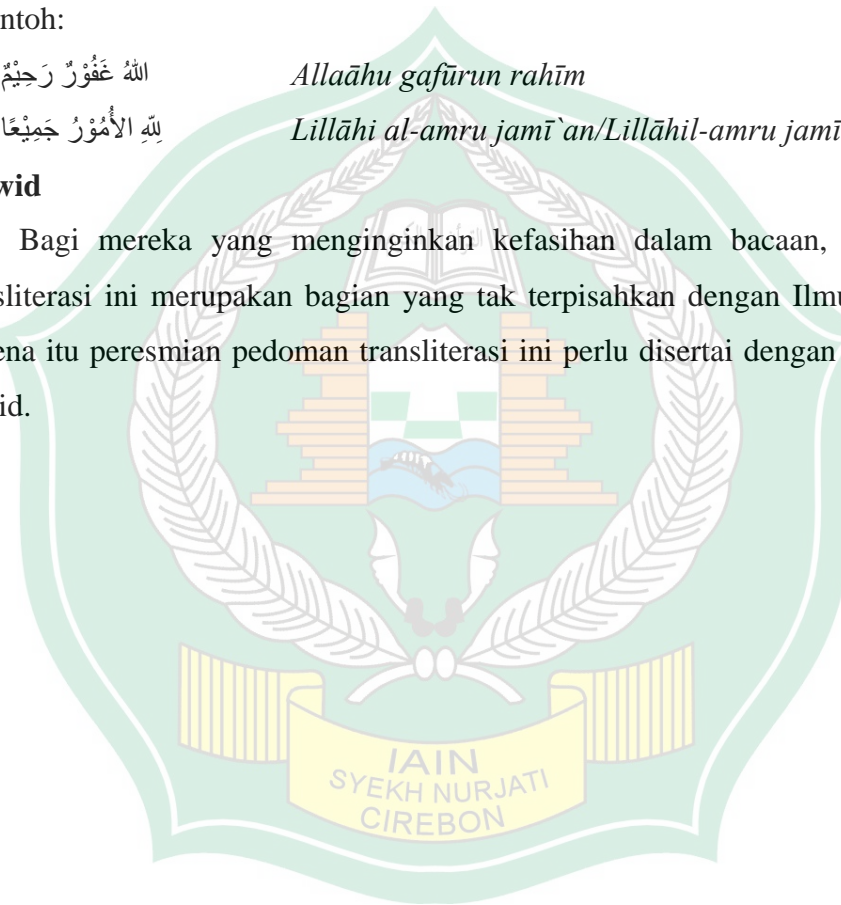 ntoh:
اللهُ غَفُوْرٌ رَحِيْمٌ Allaāhu gafūrun rahīm
لِلّهِ الأُمُوْرُ جَمِيْعًا Lillāhi al-amru jamī`an/Lillāhil-amru jamī
wid
Bagi mereka yang menginginkan kefasihan dalam bacaan,
sliterasi ini merupakan bagian yang tak terpisahkan dengan Ilmu
ena itu peresmian pedoman transliterasi ini perlu disertai dengan
id.
IAIN
SYEKH NURJATI
CIREBON